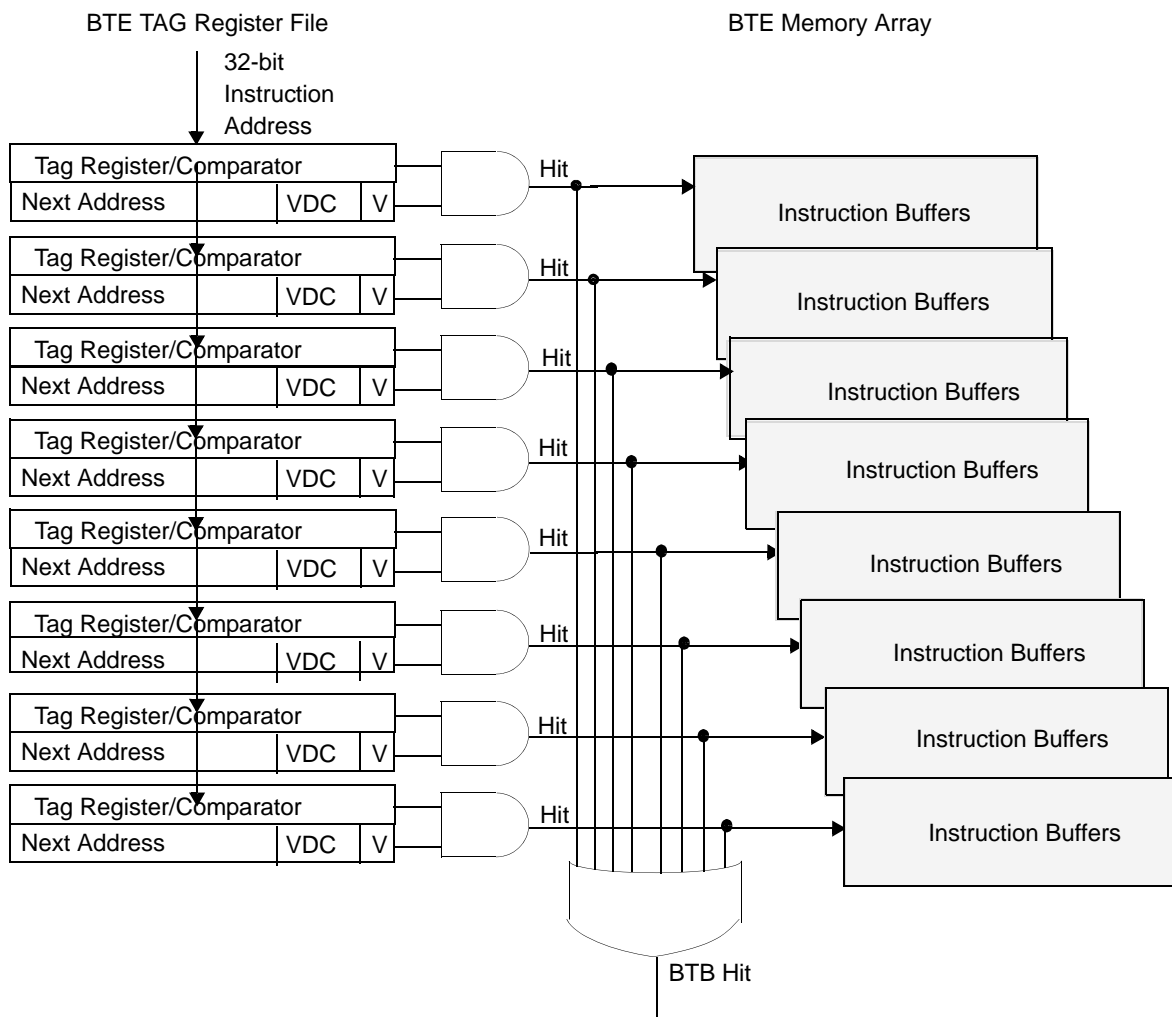 BTE TAG Register File
BTE Memory Array
32-bit
Instruction
Address
Tag Register/Comparator
Hit
Next Address VDC V
Instruction Buffers
Tag Register/Comparator
Hit
Next Address VDC V
Instruction Buffers
Tag Register/Comparator
Hit
Next Address VDC V
Instruction Buffers
Tag Register/Comparator
Hit
Next Address VDC V
Instruction Buffers
Tag Register/Comparator
Hit
Next Address VDC V
Instruction Buffers
Tag Register/Comparator
Hit
Next Address VDC V
Instruction Buffers
Tag Register/Comparator
Hit
Next Address VDC V
Instruction Buffers
Tag Register/Comparator
Hit
Next Address VDC V
Instruction Buffers
BTB Hit